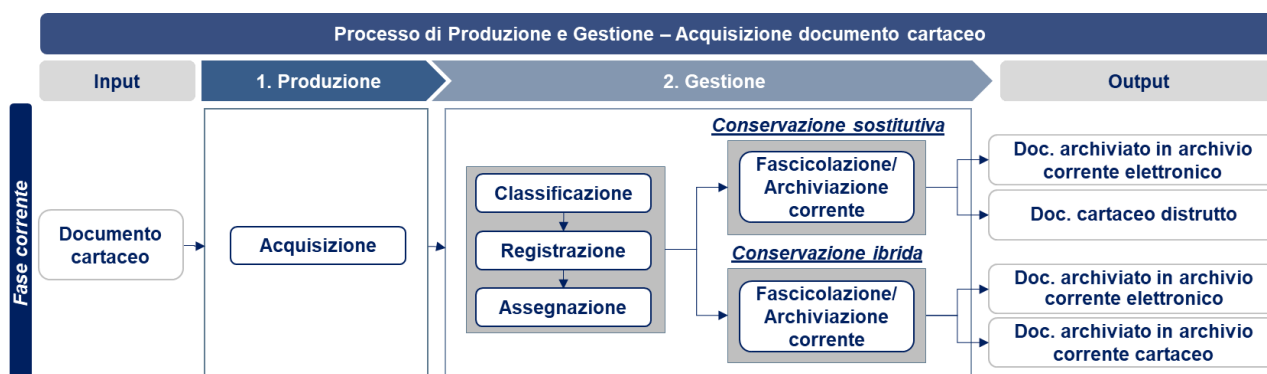 Processo di Produzione e Gestione – Acquisizione documento cartaceo
Input
1. Produzione
2. Gestione
Output
Fase corrente
Documento
cartaceo
Acquisizione
Classificazione
Registrazione
Assegnazione
Conservazione sostitutiva
Fascicolazione/
Archiviazione
corrente
Conservazione ibrida
Fascicolazione/
Archiviazione
corrente
Doc. archiviato in archivio
corrente elettronico
Doc. cartaceo distrutto
Doc. archiviato in archivio
corrente elettronico
Doc. archiviato in archivio
corrente cartaceo